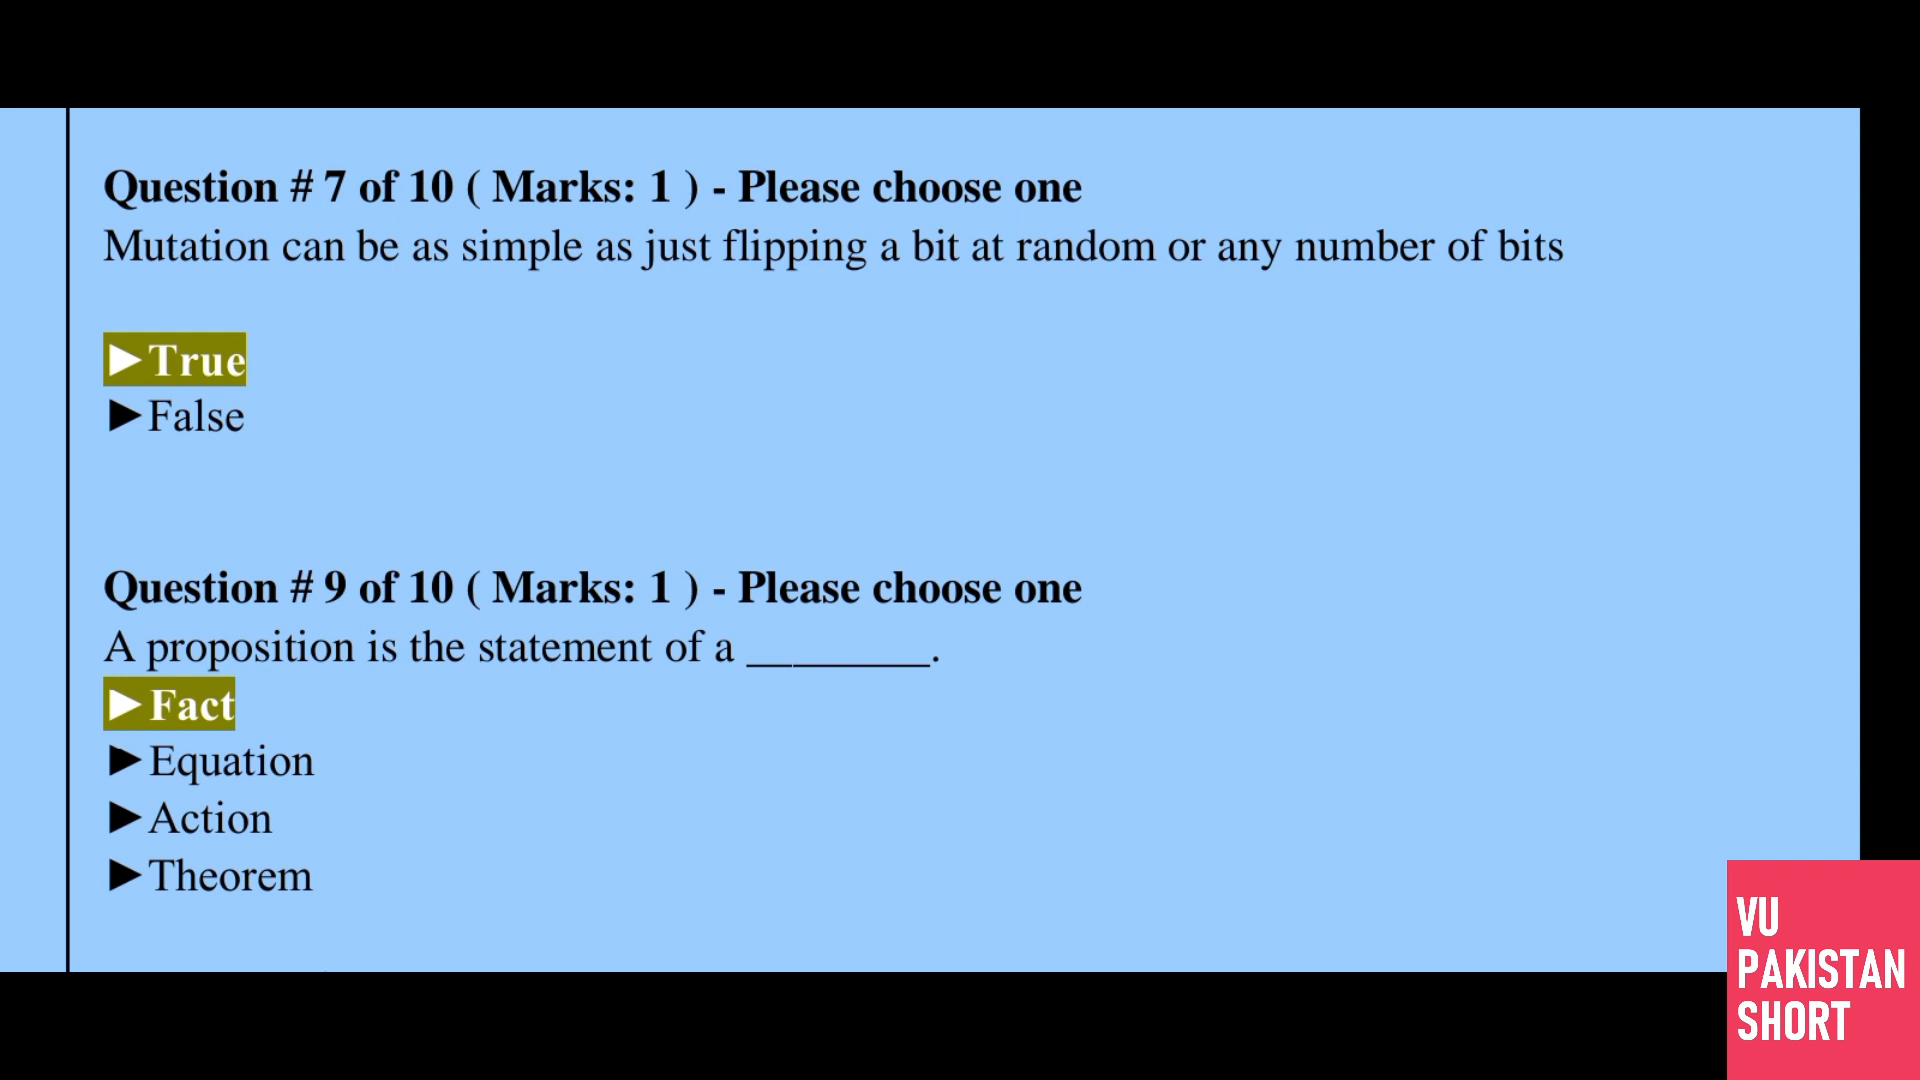 Question # 7 of 10 ( Marks: 1 ) - Please choose one
Mutation can be as simple as just flipping a bit at random or any number of bits
►True
►False
Question # 9 of 10 ( Marks: 1 ) - Please choose one
A proposition is the statement of a ________.
►Fact
►Equation
►Action
►Theorem
VU
PAKISTAN
SHORT